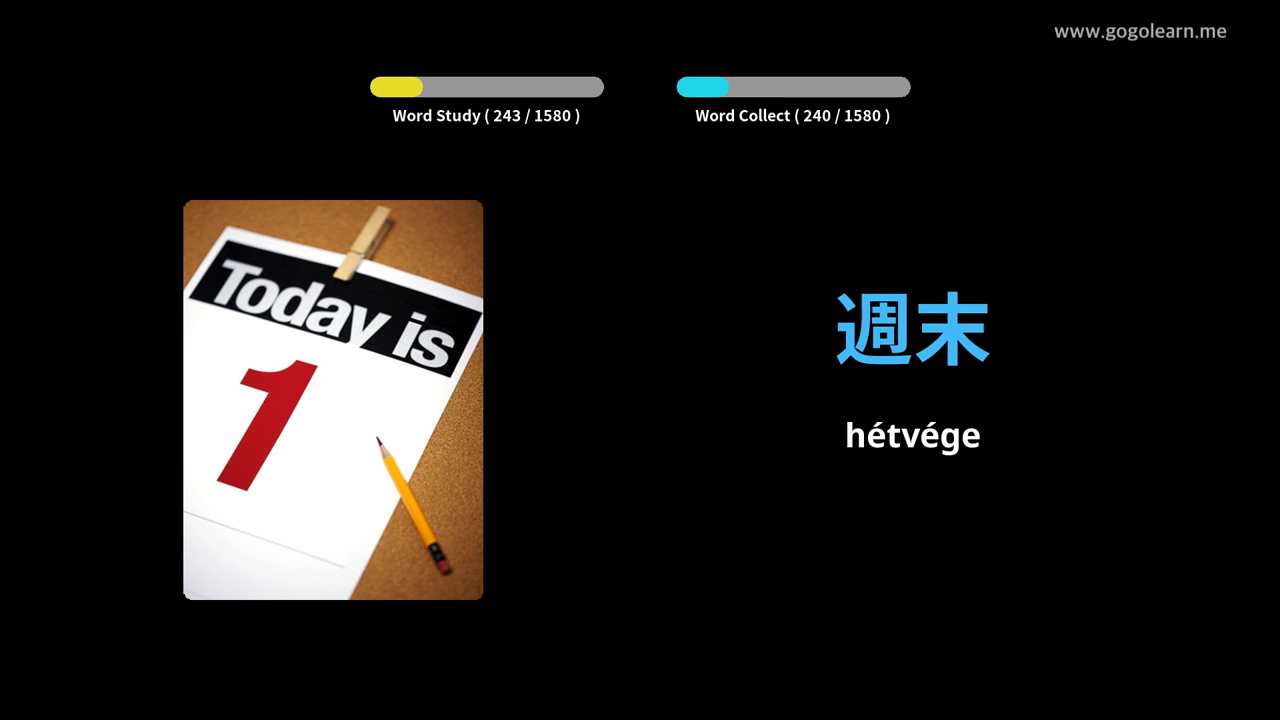 www.gogolearn.me
Word Study ( 243 / 1580 )
Word Collect ( 240 / 1580 )
Today is
1
週末
hétvége